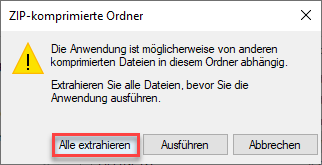 ZIP-komprimierte Ordner
Die Anwendung ist möglicherweise von anderen
komprimierten Dateien in diesem Ordner abhängig.
Extrahieren Sie alle Dateien, bevor Sie die
Anwendung ausführen.
Alle extrahieren
Ausführen
Abbrechen